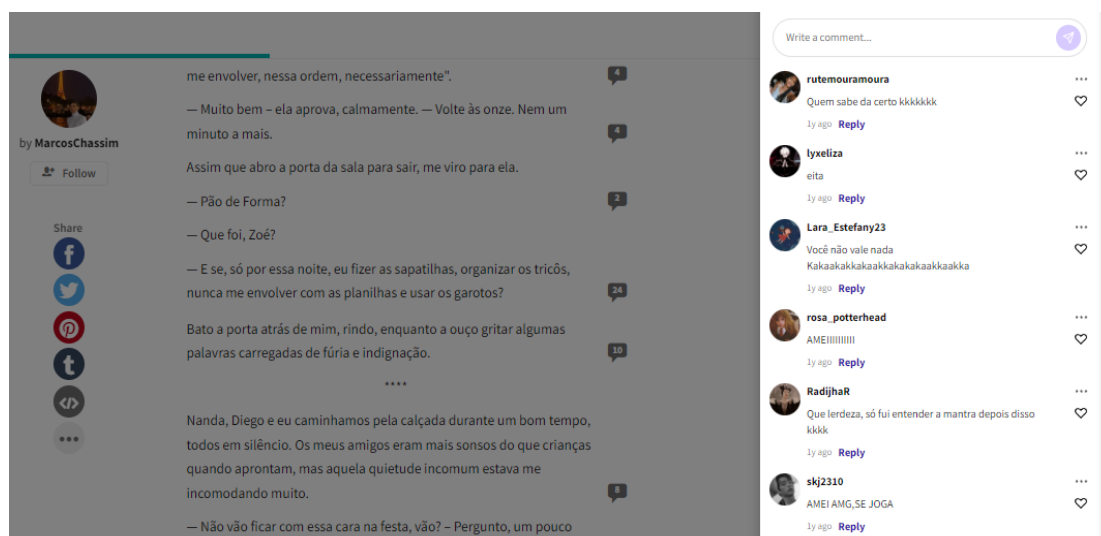 by MarcosChassim
Follow
Share
me envolver, nessa ordem, necessariamente".
4
— Muito bem – ela aprova, calmamente. — Volte às onze. Nem um
minuto a mais.
4
Assim que abro a porta da sala para sair, me viro para ela.
— Pão de Forma?
2
— Que foi, Zoé?
— E se, só por essa noite, eu fizer as sapatilhas, organizar os tricôs,
nunca me envolver com as planilhas e usar os garotos?
24
Bato a porta atrás de mim, rindo, enquanto a ouço gritar algumas
palavras carregadas de fúria e indignação.
10
****
Nanda, Diego e eu caminhamos pela calçada durante um bom tempo,
todos em silêncio. Os meus amigos eram mais sonsos do que crianças
quando aprontam, mas aquela quietude incomum estava me
incomodando muito.
8
— Não vão ficar com essa cara na festa, vão? – Pergunto, um pouco
Write a comment...
rutemouramoura
Quem sabe da certo kkkkkkk
1y ago Reply
lyxeliza
eita
1y ago Reply
Lara_Estefany23
Você não vale nada
Kakaakakkakaakkakakakaakkaakka
1y ago Reply
rosa_potterhead
AMEIIIIIIIIII
1y ago Reply
RadijhaR
Que lerdeza, só fui entender a mantra depois disso
kkkk
1y ago Reply
skj2310
AMEI AMG,SE JOGA
1y ago Reply